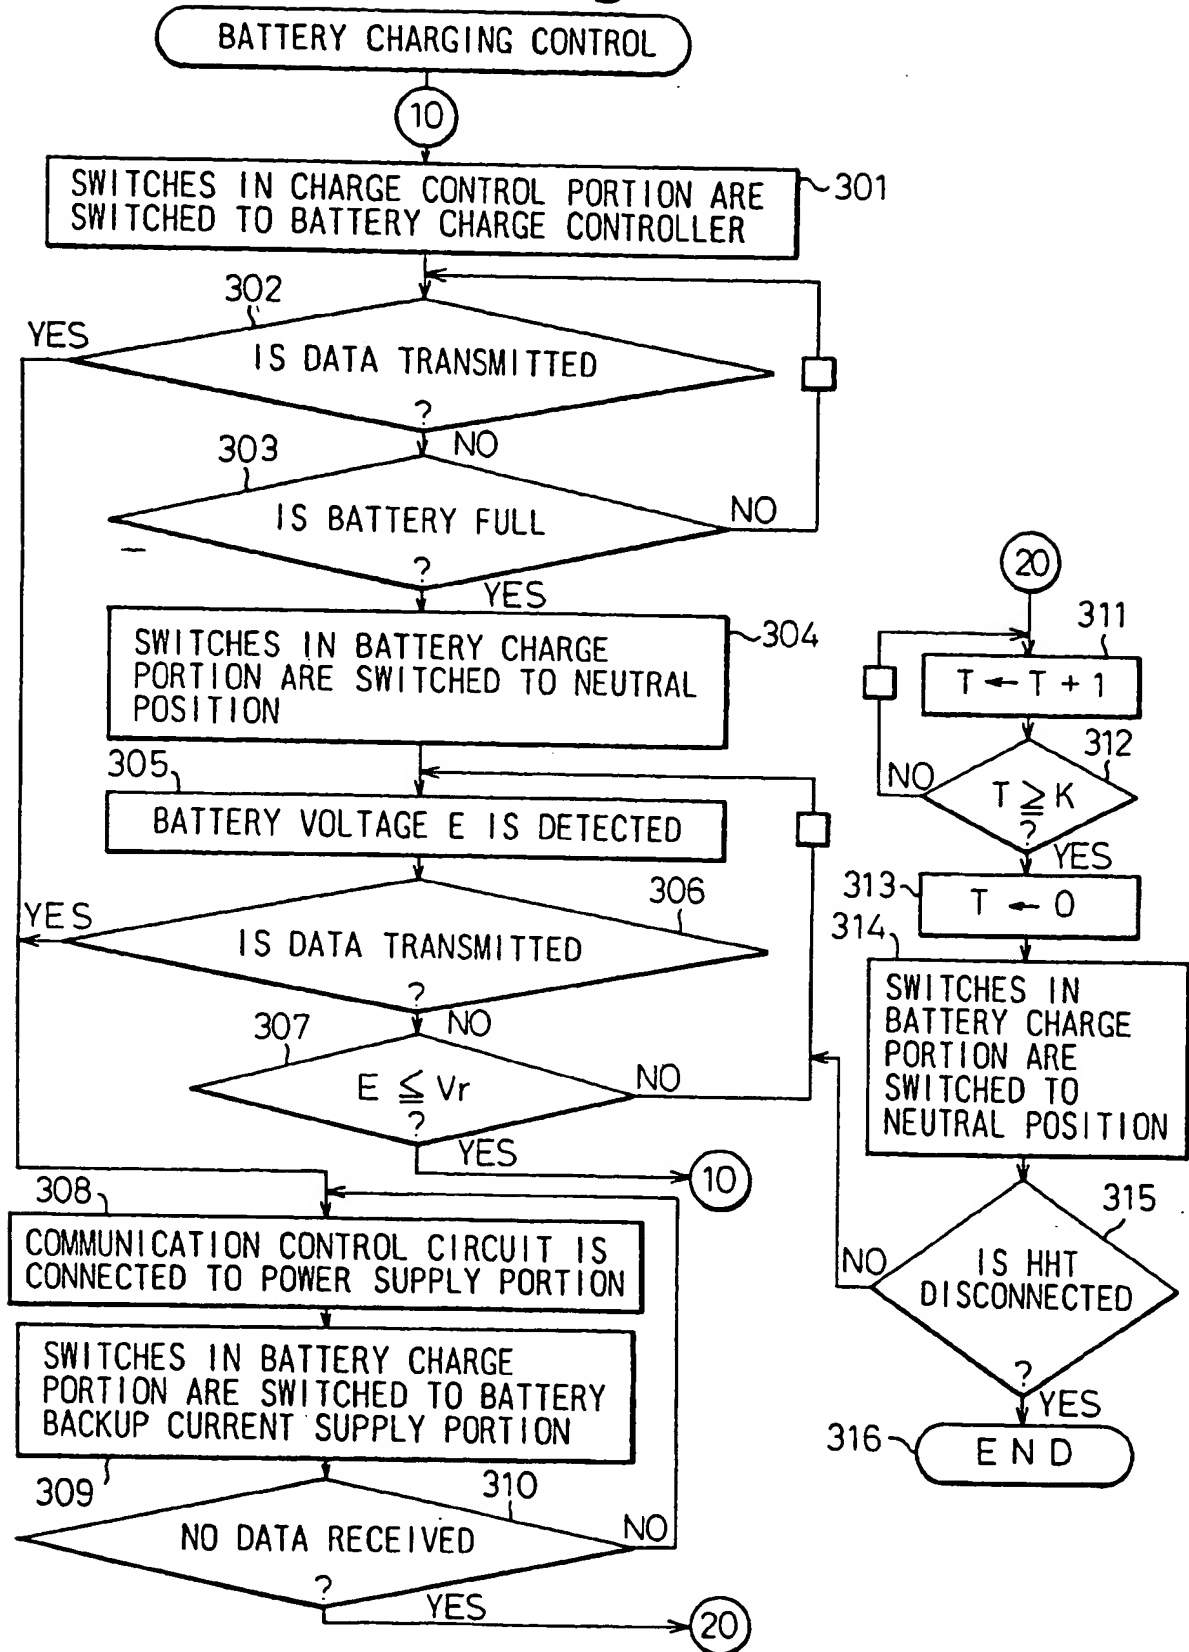 BATTERY CHARGING CONTROL
10
SWITCHES IN CHARGE CONTROL PORTION ARE
SWITCHED TO BATTERY CHARGE CONTROLLER
301
302
YES
IS DATA TRANSMITTED
?
NO
303
IS BATTERY FULL
?
NO
YES
SWITCHES IN BATTERY CHARGE
PORTION ARE SWITCHED TO NEUTRAL
POSITION
304
305
BATTERY VOLTAGE E IS DETECTED
306
YES
IS DATA TRANSMITTED
?
NO
307
E ≦ Vr
?
NO
YES
10
308
COMMUNICATION CONTROL CIRCUIT IS
CONNECTED TO POWER SUPPLY PORTION
SWITCHES IN BATTERY CHARGE
PORTION ARE SWITCHED TO BATTERY
BACKUP CURRENT SUPPLY PORTION
309
310
NO DATA RECEIVED
?
NO
YES
20
20
311
T ← T + 1
312
NO
T ≧ K
?
YES
313
T ← 0
314
SWITCHES IN
BATTERY CHARGE
PORTION ARE
SWITCHED TO
NEUTRAL POSITION
315
NO
IS HHT
DISCONNECTED
?
YES
316
END